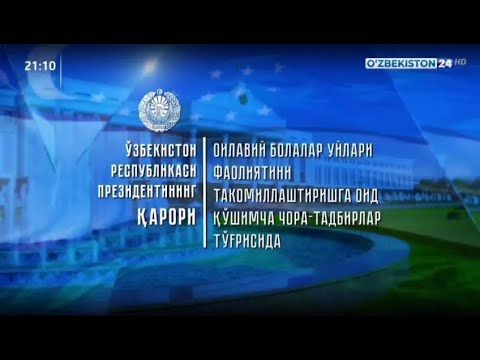 21:10
O'ZBEKISTON 24 HD
ЎЗБЕКИСТОН
РЕСПУБЛИКАСИ
ПРЕЗИДЕНТИНИНГ
ҚАРОРИ
ОИЛАВИЙ БОЛАЛАР УЙЛАРИ
ФАОЛИЯТИНИ
ТАКОМИЛЛАШТИРИШГА ОИД
ҚЎШИМЧА ЧОРА-ТАДБИРЛАР
ТЎҒРИСИДА